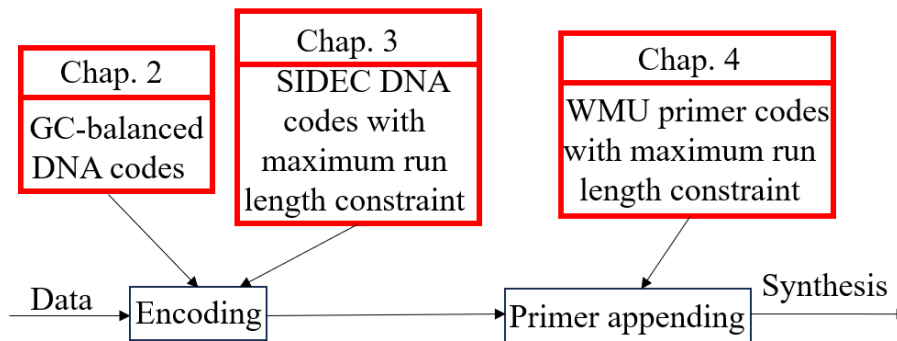 Chap. 2
GC-balanced
DNA codes
Chap. 3
SIDEC DNA
codes with
maximum run
length constraint
Chap. 4
WMU primer codes
with maximum run
length constraint
Data
Encoding
Primer appending
Synthesis